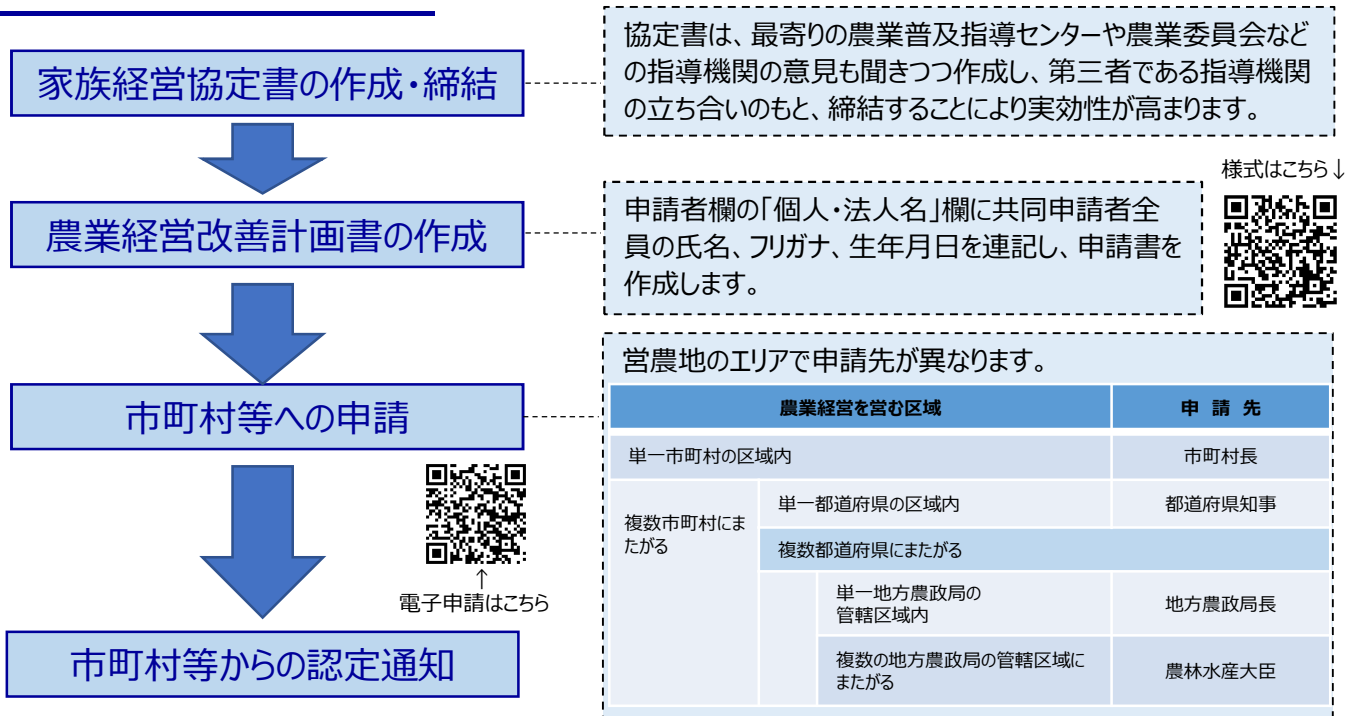 家族経営協定書の作成・締結
協定書は、最寄りの農業普及指導センターや農業委員会など
の指導機関の意見も聞きつつ作成し、第三者である指導機関
の立ち合いのもと、締結することにより実効性が高まります。
様式はこちら↓
農業経営改善計画書の作成
申請者欄の「個人・法人名」欄に共同申請者全
員の氏名、フリガナ、生年月日を連記し、申請書を
作成します。
市町村等への申請
営農地のエリアで申請先が異なります。
農業経営を営む区域
申 請 先
単一市町村の区域内
市町村長
複数市町村にま
たがる
単一都道府県の区域内
都道府県知事
複数都道府県にまたがる
単一地方農政局の
管轄区域内
地方農政局長
複数の地方農政局の管轄区域に
またがる
農林水産大臣
↑
電子申請はこちら
市町村等からの認定通知